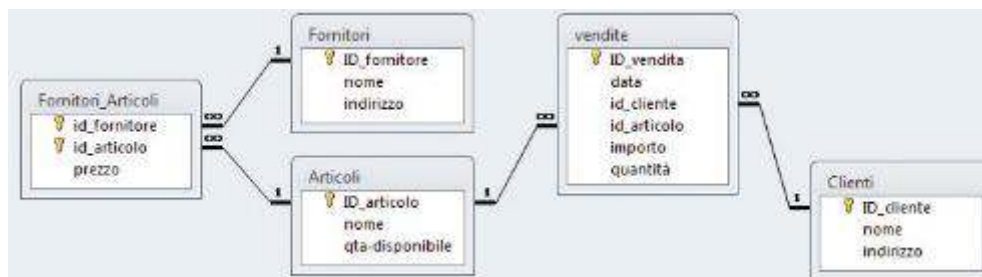 Fornitori_Articoli
id_fornitore
id_articolo
prezzo
Fornitori
ID_fornitore
nome
indirizzo
Articoli
ID_articolo
nome
qta-disponibile
vendite
ID_vendita
data
id_cliente
id_articolo
importo
quantità
Clienti
ID_cliente
nome
indirizzo
1
∞
∞
1
∞
1
∞
1